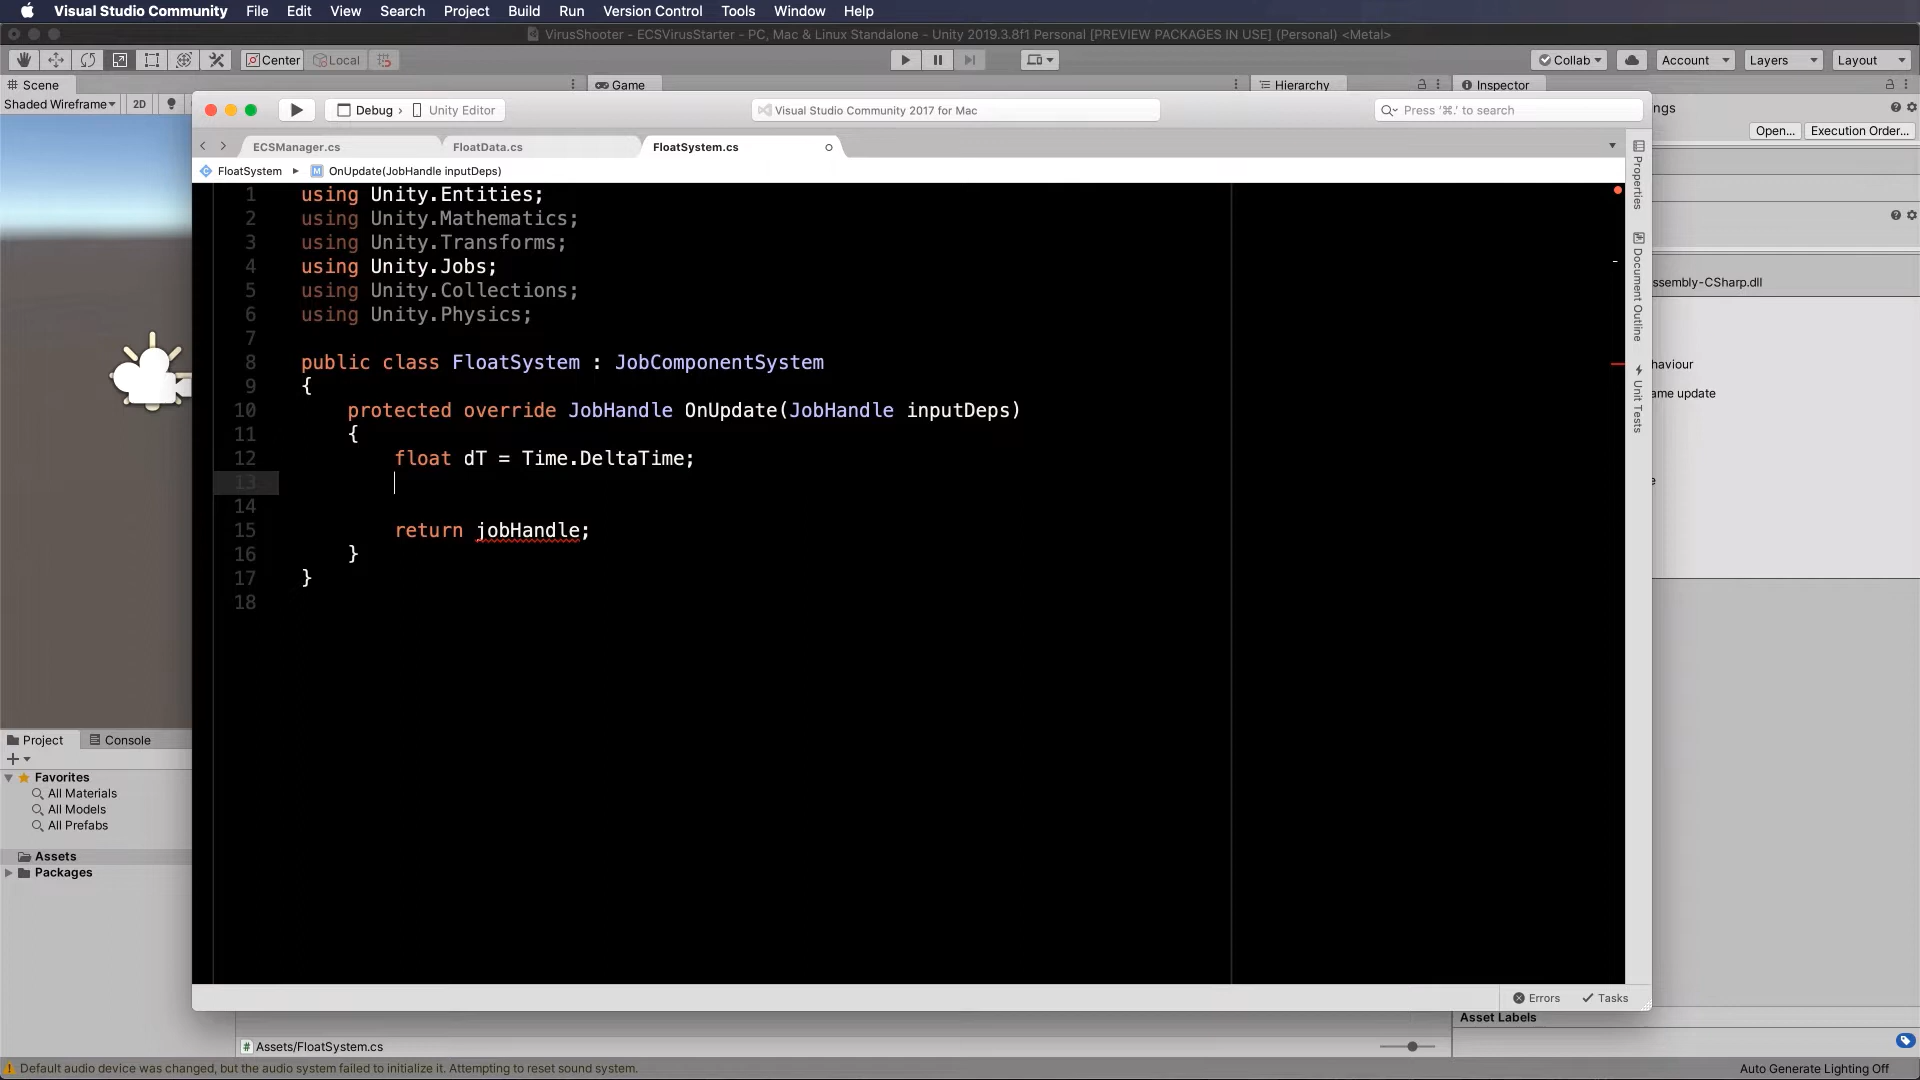 Visual Studio Community File Edit View Search Project Build Run Version Control Tools Window Help
VirusShooter - ECSVirusStarter - PC, Mac & Linux Standalone - Unity 2019.3.8f1 Personal [PREVIEW PACKAGES IN USE] (Personal) <Metal>
Center Local Collab Account Layers Layout
Scene Game Hierarchy Inspector
Shaded Wireframe 2D
ngs
Open... Execution Order...
Debug › Unity Editor
Visual Studio Community 2017 for Mac
Press '⌘.' to search
ECSManager.cs FloatData.cs FloatSystem.cs
FloatSystem OnUpdate(JobHandle inputDeps)
1 using Unity.Entities;
2 using Unity.Mathematics;
3 using Unity.Transforms;
4 using Unity.Jobs;
5 using Unity.Collections;
6 using Unity.Physics;
7
8 public class FloatSystem : JobComponentSystem
9 {
10 protected override JobHandle OnUpdate(JobHandle inputDeps)
11 {
12 float dT = Time.DeltaTime;
13
14
15 return jobHandle;
16 }
17 }
18
Properties
Document Outline
Unit Tests
ssembly-CSharp.dll
haviour
ame update
e
Project Console
Favorites
All Materials
All Models
All Prefabs
Assets
Packages
Errors Tasks
Asset Labels
Assets/FloatSystem.cs
Default audio device was changed, but the audio system failed to initialize it. Attempting to reset sound system.
Auto Generate Lighting Off